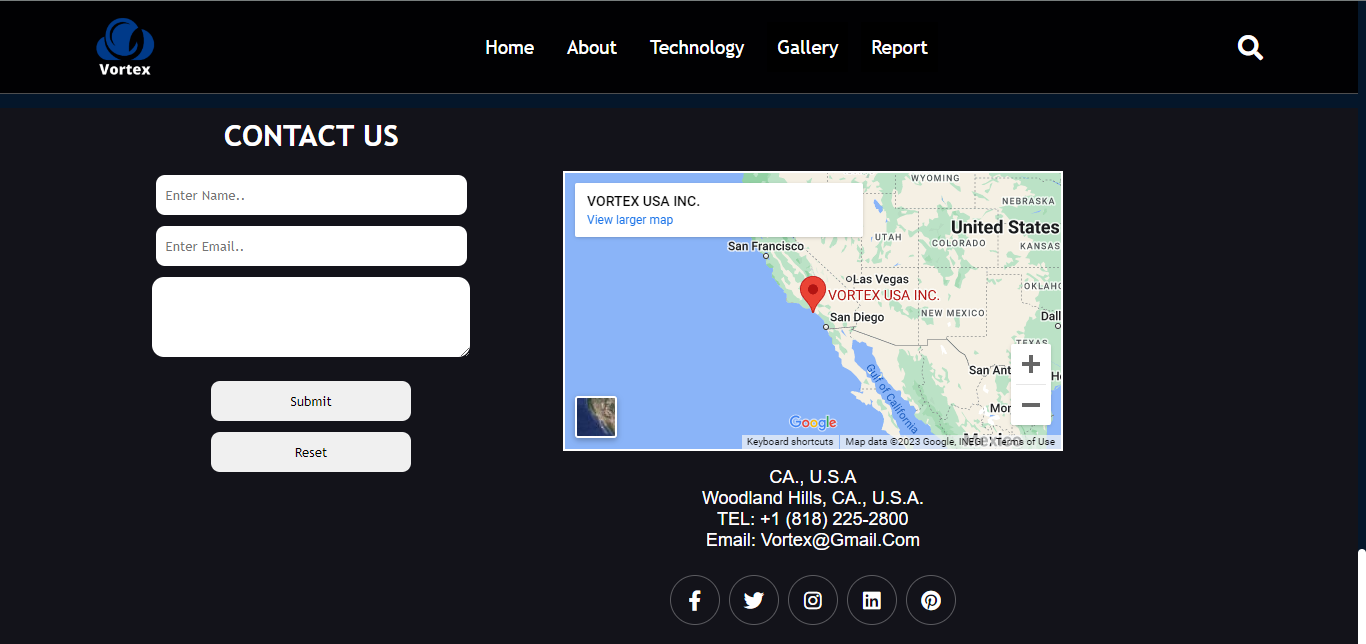 Vortex
Home About Technology Gallery Report
CONTACT US
Enter Name..
Enter Email..
Submit
Reset
VORTEX USA INC.
View larger map
WYOMING
NEBRASKA
United States
UTAH
COLORADO
KANSAS
San Francisco
Las Vegas
VORTEX USA INC.
OKLAHO
San Diego
NEW MEXICO
Dall
TEXAS
San Ant
Gulf of California
Mon
Google
Mexico
Keyboard shortcuts Map data ©2023 Google, INEGI Terms of Use
CA., U.S.A
Woodland Hills, CA., U.S.A.
TEL: +1 (818) 225-2800
Email: Vortex@Gmail.Com